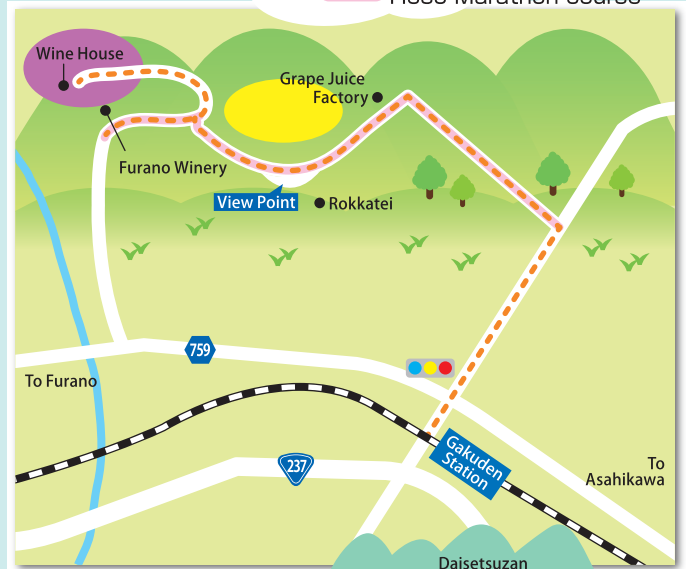 Wine House
Grape Juice
Factory
Furano Winery
View Point
Rokkatei
759
To Furano
Gakuden
Station
237
To
Asahikawa
Daisetsuzan